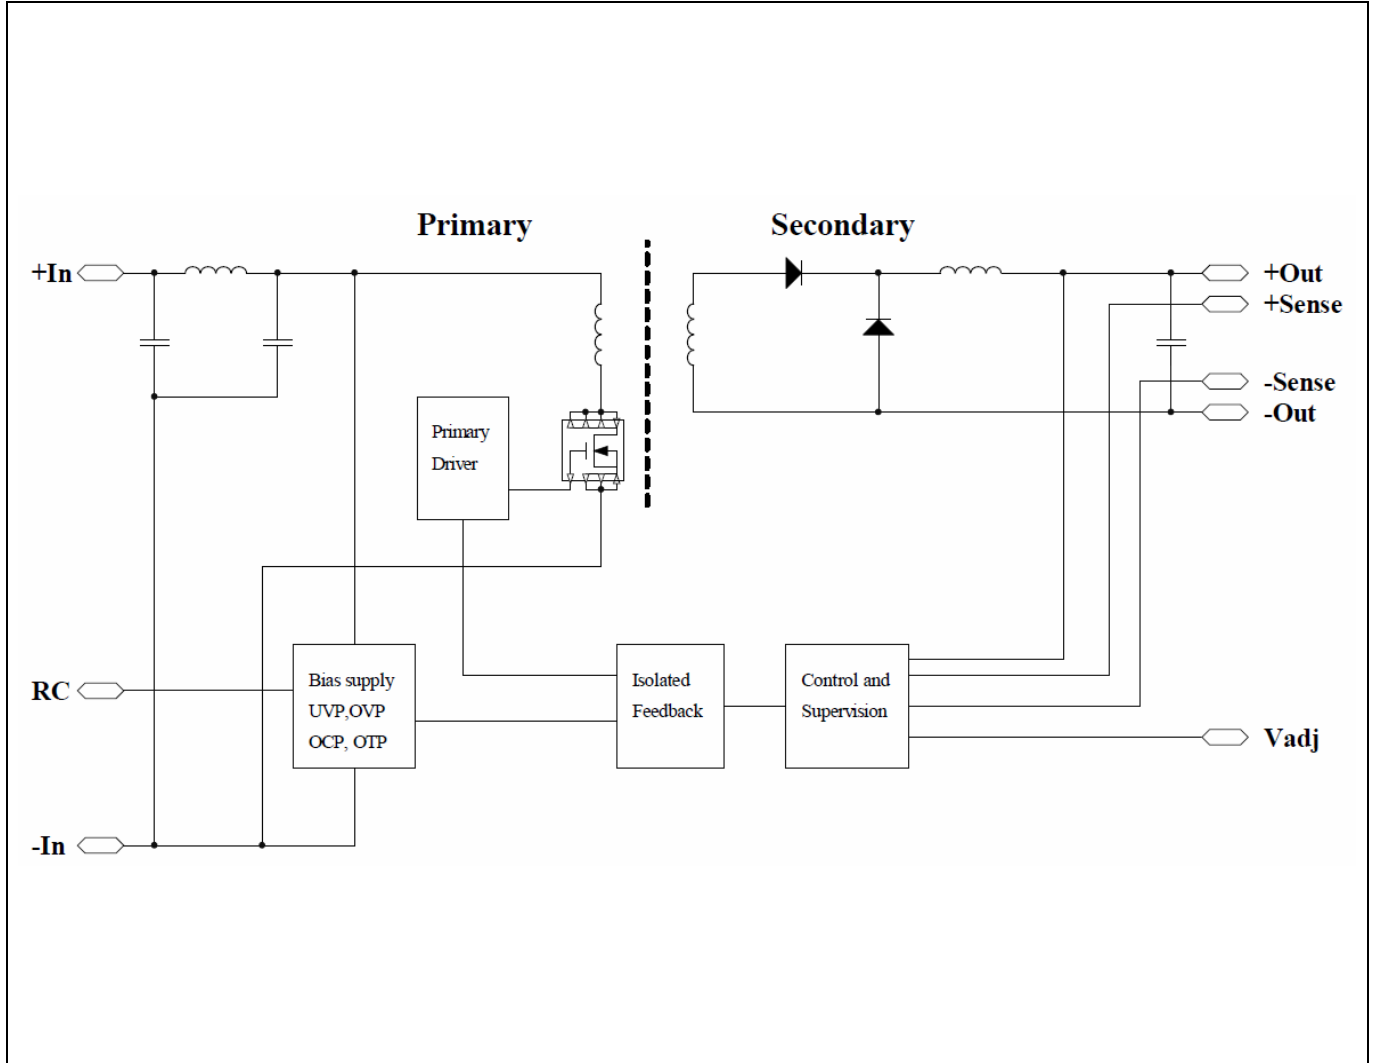 Primary
Secondary
+In
+Out
+Sense
-Sense
-Out
Primary
Driver
RC
Bias supply
UVP,OVP
OCP, OTP
Isolated
Feedback
Control and
Supervision
Vadj
-In